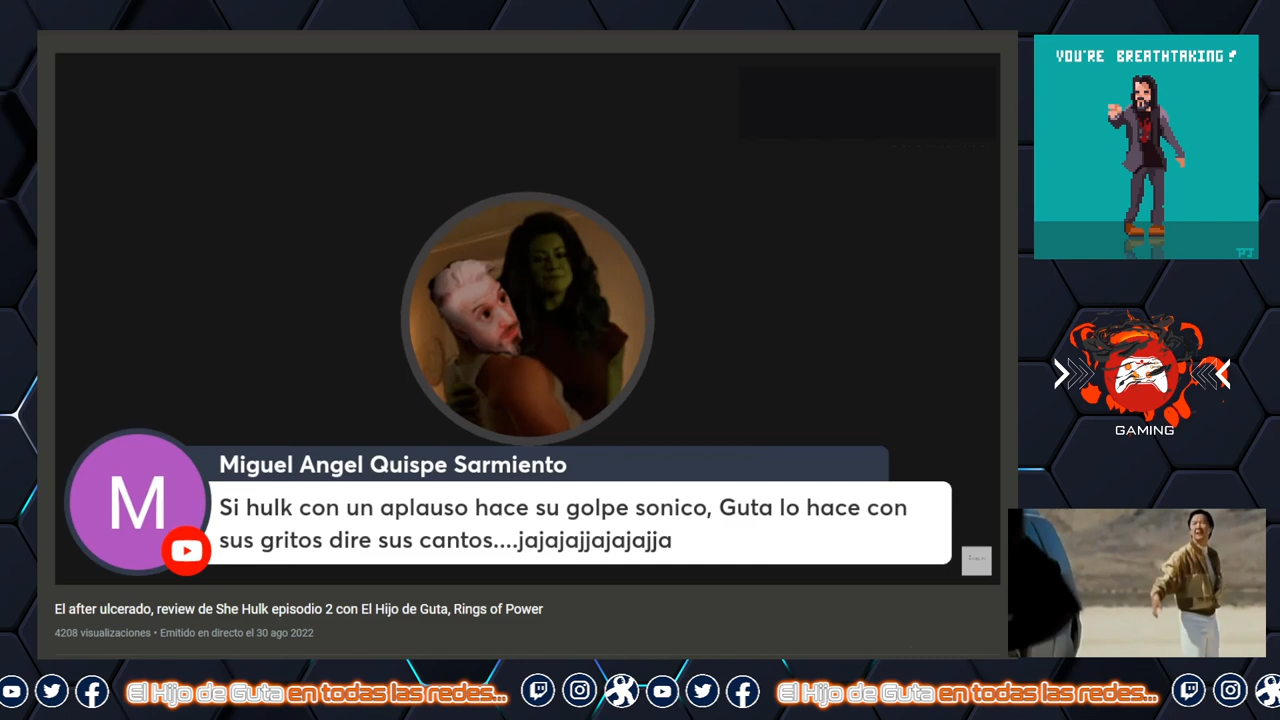 YOU'RE BREATHTAKING!
PJ
GAMING
M
Miguel Angel Quispe Sarmiento
Si hulk con un aplauso hace su golpe sonico, Guta lo hace con
sus gritos dire sus cantos....jajajajjajajajja
El after ulcerado, review de She Hulk episodio 2 con El Hijo de Guta, Rings of Power
4208 visualizaciones • Emitido en directo el 30 ago 2022
El Hijo de Guta en todas las redes... El Hijo de Guta en todas las redes...